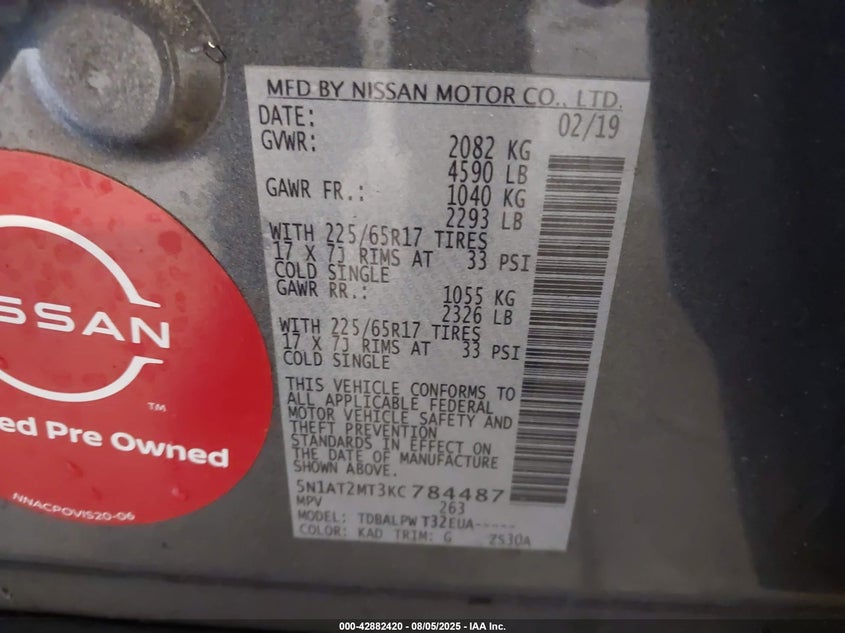 MFD BY NISSAN MOTOR CO., LTD.
DATE: 02/19
GVWR: 2082 KG
4590 LB
GAWR FR.: 1040 KG
2293 LB
WITH 225/65R17 TIRES
17 X 7J RIMS AT 33 PSI
COLD SINGLE
GAWR RR.: 1055 KG
2326 LB
WITH 225/65R17 TIRES
17 X 7J RIMS AT 33 PSI
COLD SINGLE
THIS VEHICLE CONFORMS TO
ALL APPLICABLE FEDERAL
MOTOR VEHICLE SAFETY AND
THEFT PREVENTION
STANDARDS IN EFFECT ON
THE DATE OF MANUFACTURE
SHOWN ABOVE.
5N1AT2MT3KC784487
MPV 263
MODEL: TDBALPW T32EUA-----
COLOR: KAD TRIM: G 2S30A
ISSAN
TM
ed Pre Owned
NNACPOVIS20-06
000-42882420 - 08/05/2025 - IAA Inc.